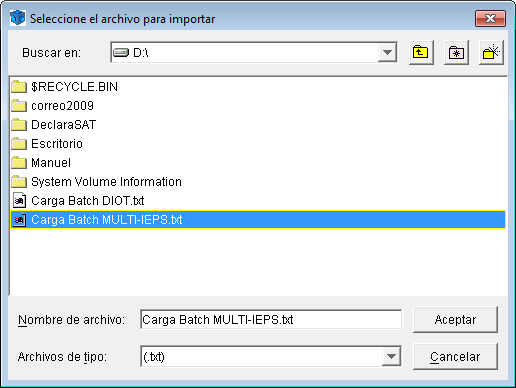 Seleccione el archivo para importar
Buscar en: D:\
$RECYCLE.BIN
correo2009
DeclaraSAT
Escritorio
Manuel
System Volume Information
Carga Batch DIOT.txt
Carga Batch MULTI-IEPS.txt
Nombre de archivo: Carga Batch MULTI-IEPS.txt Aceptar
Archivos de tipo: (.txt) Cancelar